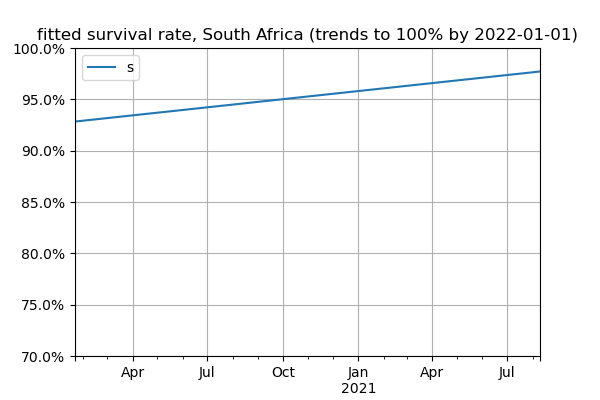 fitted survival rate, South Africa (trends to 100% by 2022-01-01)
100.0%
s
95.0%
90.0%
85.0%
80.0%
75.0%
70.0%
Apr Jul Oct Jan Apr Jul
2021